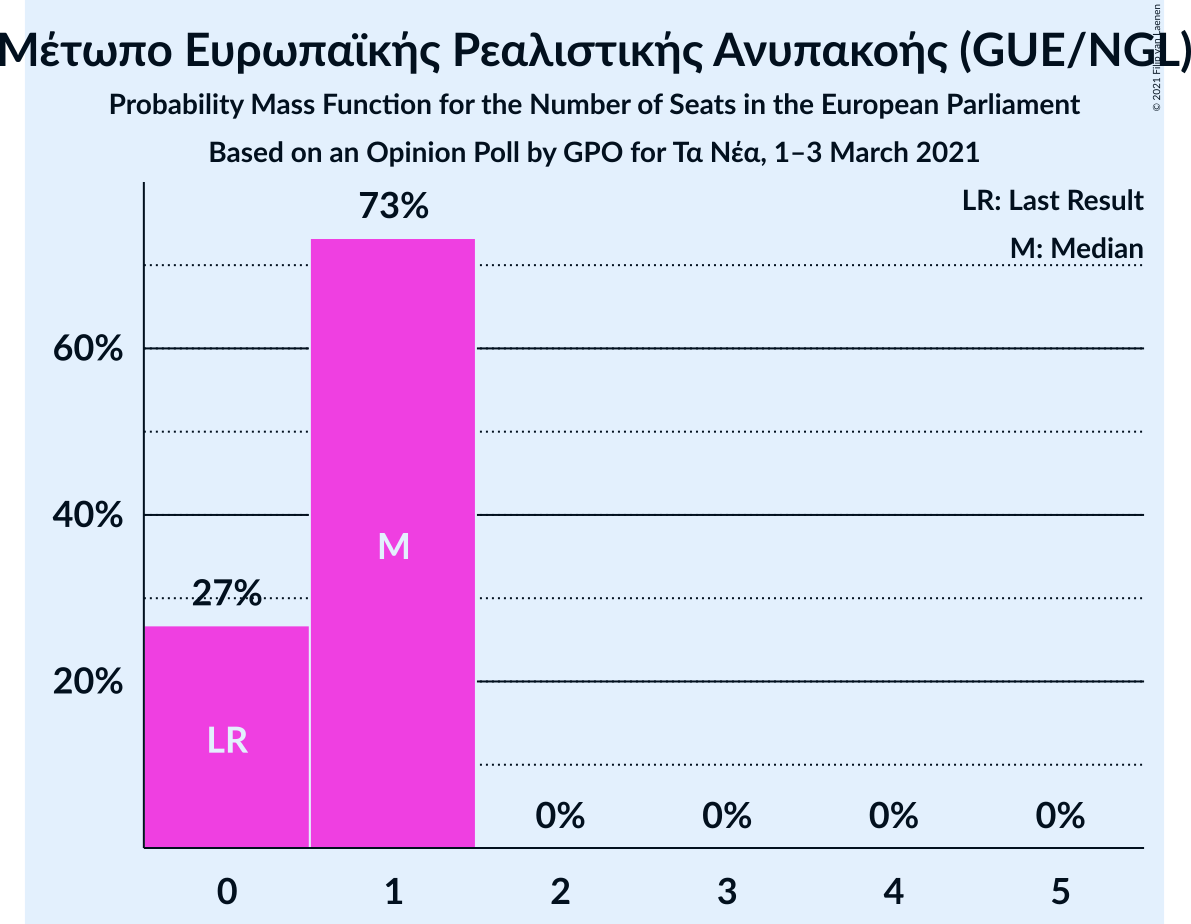 Μέτωπο Ευρωπαϊκής Ρεαλιστικής Ανυπακοής (GUE/NGL)
© 2021 Filip van Laenen
Probability Mass Function for the Number of Seats in the European Parliament
Based on an Opinion Poll by GPO for Τα Νέα, 1–3 March 2021
LR: Last Result
M: Median
73%
60%
40%
M
27%
20%
LR
0% 0% 0% 0%
0 1 2 3 4 5